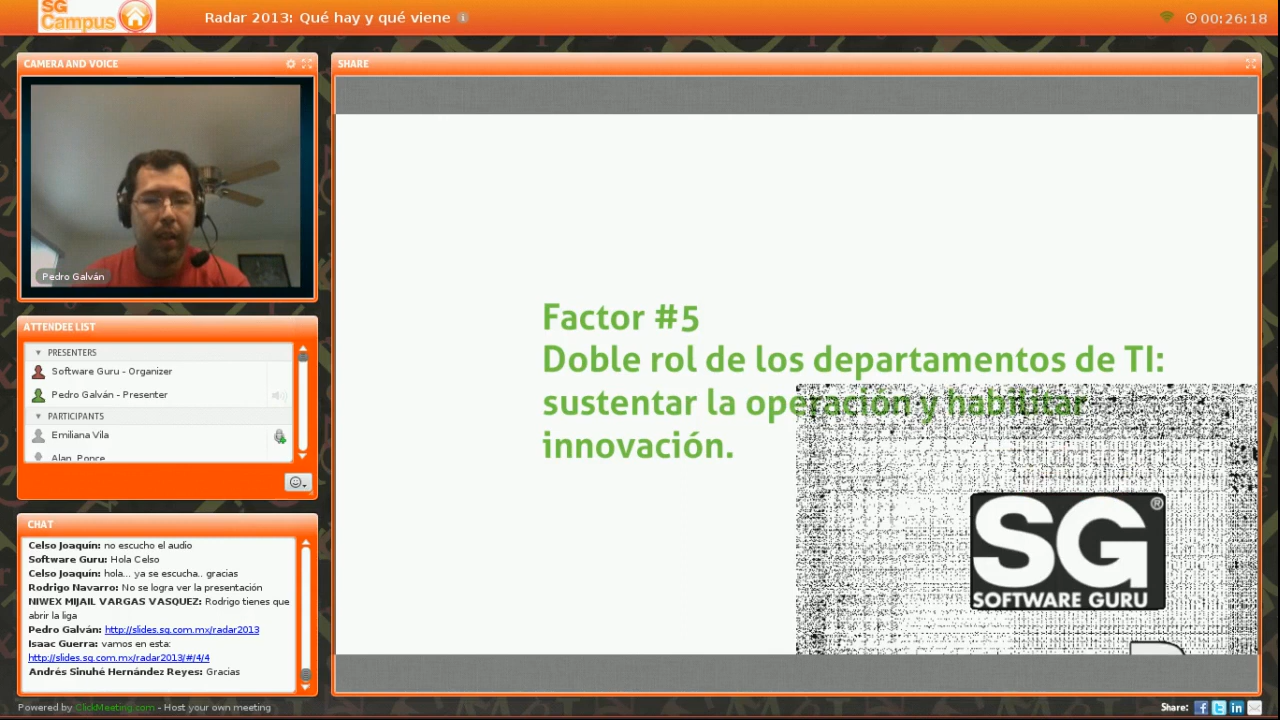 SG
Campus
Radar 2013: Qué hay y qué viene
00:26:18
CAMERA AND VOICE
Pedro Galván
SHARE
Factor #5
Doble rol de los departamentos de TI:
sustentar la operación y habilitar
innovación.
SG
®
SOFTWARE GURU
ATTENDEE LIST
PRESENTERS
Software Guru - Organizer
Pedro Galván - Presenter
PARTICIPANTS
Emiliana Vila
Alan Ponce
CHAT
Celso Joaquín: no escucho el audio
Software Guru: Hola Celso
Celso Joaquín: hola... ya se escucha.. gracias
Rodrigo Navarro: No se logra ver la presentación
NIWEX MIJAIL VARGAS VASQUEZ: Rodrigo tienes que
abrir la liga
Pedro Galván: http://slides.sg.com.mx/radar2013
Isaac Guerra: vamos en esta:
http://slides.sg.com.mx/radar2013/#/4/4
Andrés Sinuhé Hernández Reyes: Gracias
Powered by ClickMeeting.com - Host your own meeting
Share: